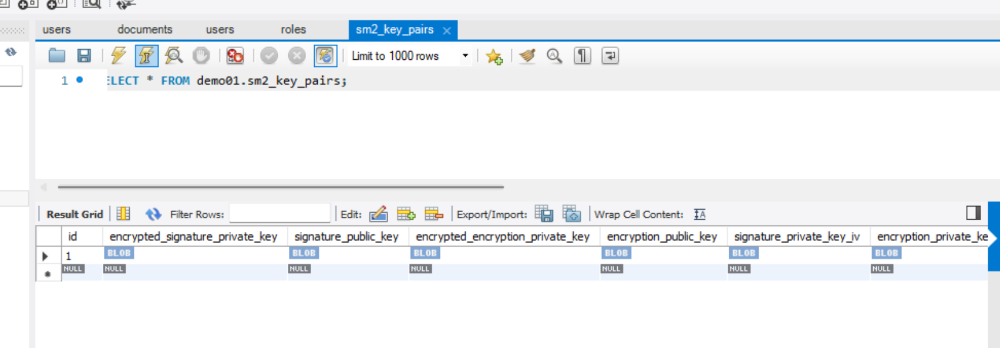 users documents users roles sm2_key_pairs
Limit to 1000 rows
1 ELECT * FROM demo01.sm2_key_pairs;
Result Grid Filter Rows: Edit: Export/Import: Wrap Cell Content:
id encrypted_signature_private_key signature_public_key encrypted_encryption_private_key encryption_public_key signature_private_key_iv encryption_private_ke
1 BLOB BLOB BLOB BLOB BLOB BLOB
NULL NULL NULL NULL NULL NULL NULL